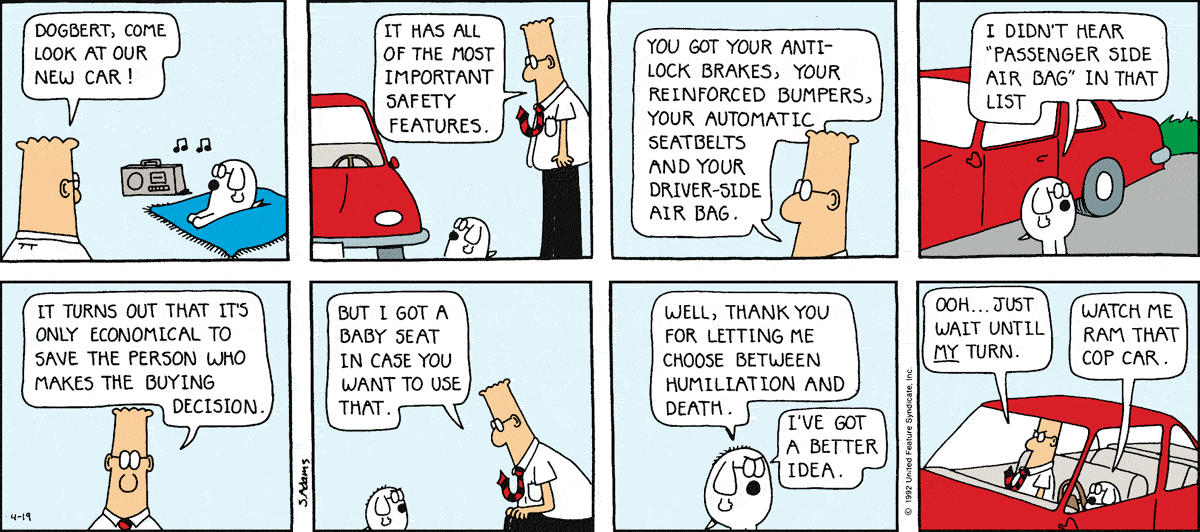 DOGBERT, COME
LOOK AT OUR
NEW CAR!
IT HAS ALL
OF THE MOST
IMPORTANT
SAFETY
FEATURES.
YOU GOT YOUR ANTI-
LOCK BRAKES, YOUR
REINFORCED BUMPERS,
YOUR AUTOMATIC
SEATBELTS
AND YOUR
DRIVER-SIDE
AIR BAG.
I DIDN'T HEAR
"PASSENGER SIDE
AIR BAG" IN THAT
LIST
IT TURNS OUT THAT IT'S
ONLY ECONOMICAL TO
SAVE THE PERSON WHO
MAKES THE BUYING
DECISION.
4-19
S.Adams
BUT I GOT A
BABY SEAT
IN CASE YOU
WANT TO USE
THAT.
WELL, THANK YOU
FOR LETTING ME
CHOOSE BETWEEN
HUMILIATION AND
DEATH.
I'VE GOT
A BETTER
IDEA.
© 1992 United Feature Syndicate, Inc.
OOH...JUST
WAIT UNTIL
MY TURN.
WATCH ME
RAM THAT
COP CAR.